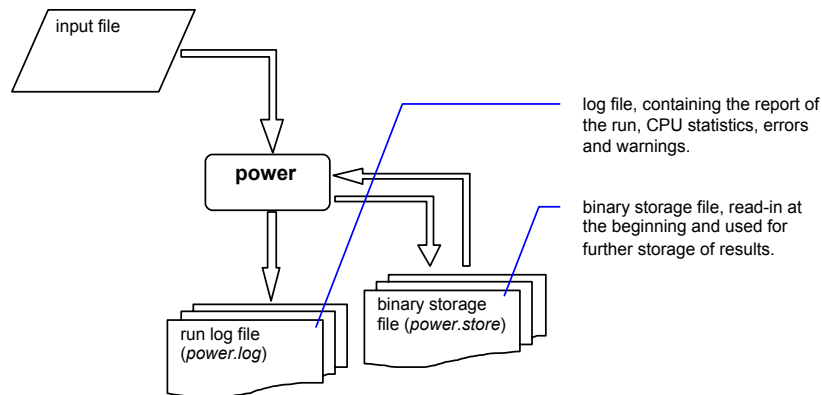 input file
log file, containing the report of
the run, CPU statistics, errors
and warnings.
power
binary storage file, read-in at
the beginning and used for
further storage of results.
binary storage
file (power.store)
run log file
(power.log)